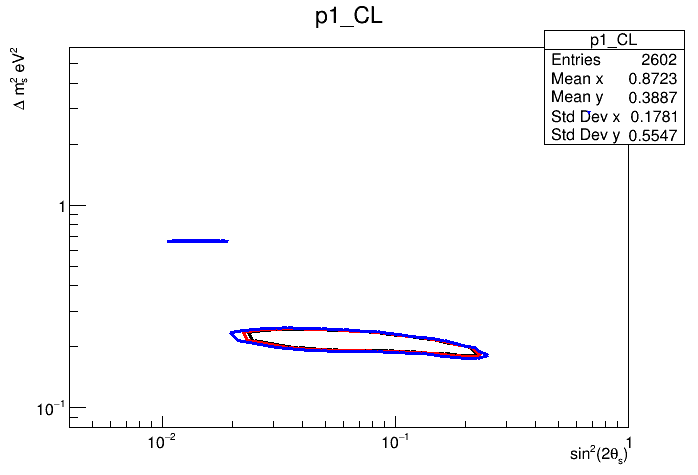 p1_CL
p1_CL
Entries 2602
Mean x 0.8723
Mean y 0.3887
Std Dev x 0.1781
Std Dev y 0.5547
Δ m²ₛ eV²
1
10⁻¹
10⁻² 10⁻¹ 1
sin²(2θₛ)